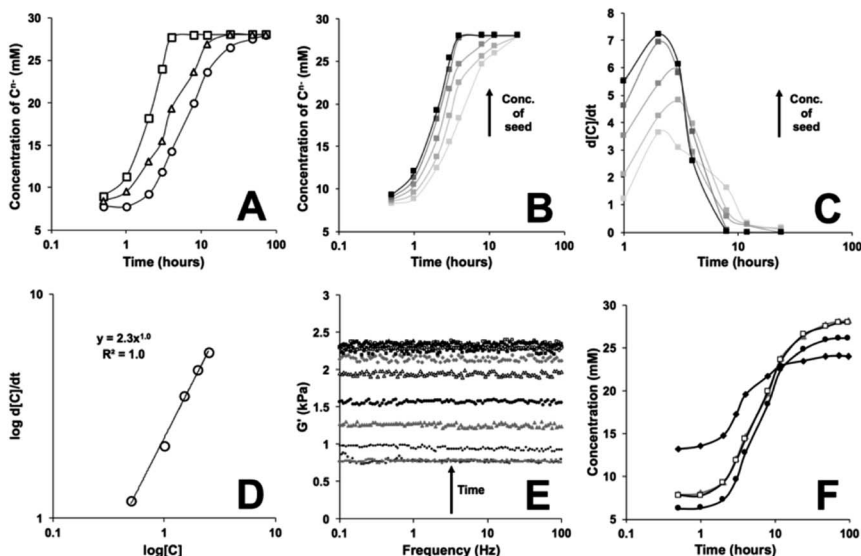 30
25
20
15
10
5
Concentration of Cⁿ⁻ (mM)
0.1 1 10 100
Time (hours)
A
30
25
20
15
10
5
Concentration of Cⁿ⁻ (mM)
Conc.
of
seed
0.1 1 10 100
Time (hours)
B
8
7
6
5
4
3
2
1
0
d[C]/dt
Conc.
of
seed
1 10 100
Time (hours)
C
10
1
log d[C]/dt
y = 2.3x¹·⁰
R² = 1.0
0.1 1 10
log[C]
D
3
2.5
2
1.5
1
0.5
0
G' (kPa)
Time
0.1 1 10 100
Frequency (Hz)
E
30
25
20
15
10
5
Concentration (mM)
0.1 1 10 100
Time (hours)
F